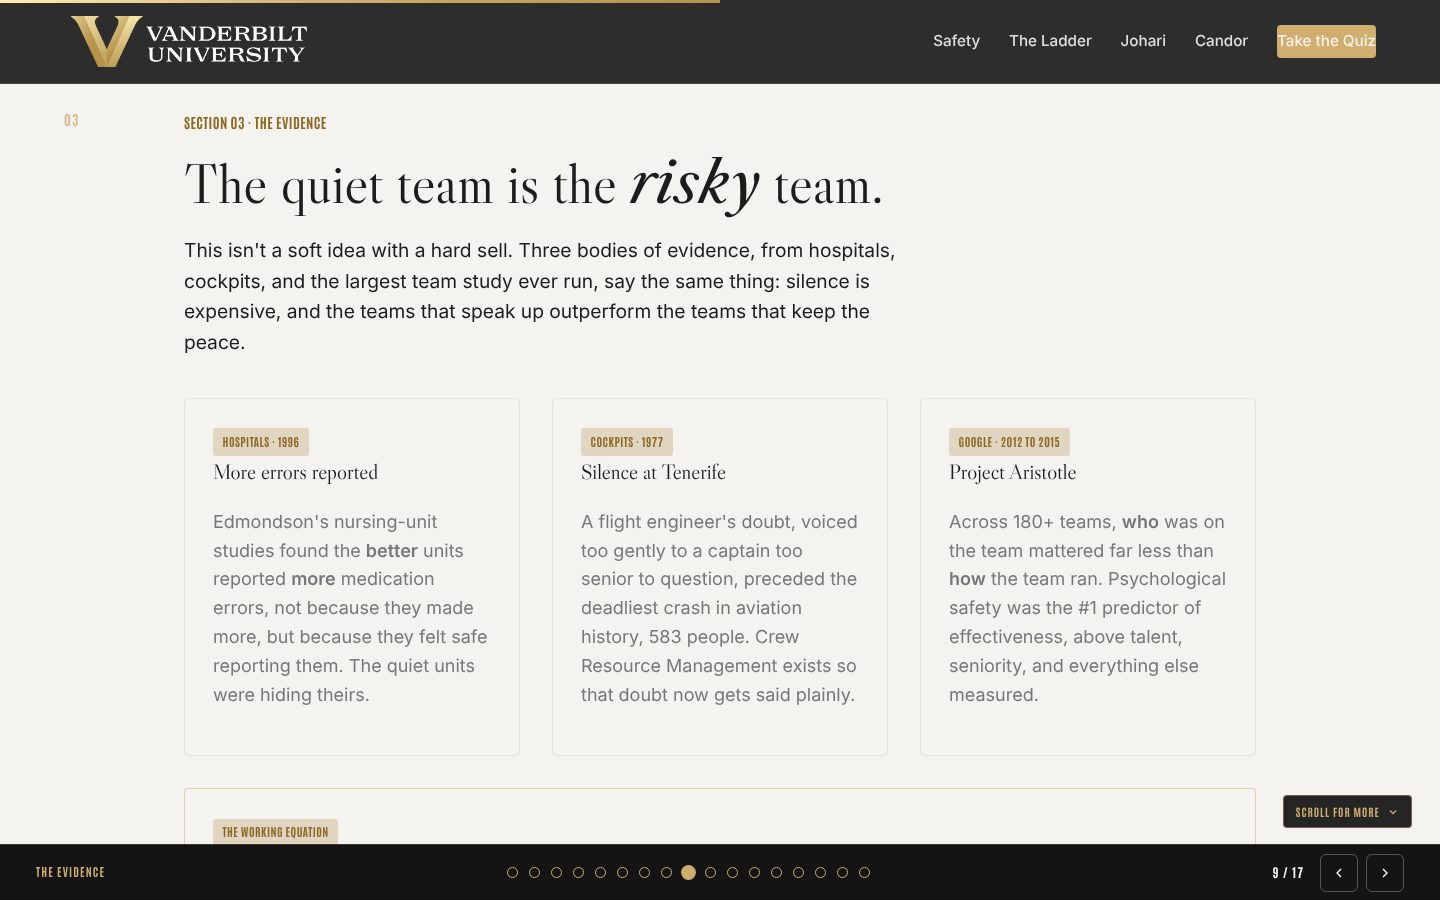 VANDERBILT
UNIVERSITY
Safety
The Ladder
Johari
Candor
Take the Quiz
03
SECTION 03 · THE EVIDENCE
The quiet team is the risky team.
This isn't a soft idea with a hard sell. Three bodies of evidence, from hospitals,
cockpits, and the largest team study ever run, say the same thing: silence is
expensive, and the teams that speak up outperform the teams that keep the
peace.
HOSPITALS · 1996
More errors reported
Edmondson's nursing-unit
studies found the better units
reported more medication
errors, not because they made
more, but because they felt safe
reporting them. The quiet units
were hiding theirs.
COCKPITS · 1977
Silence at Tenerife
A flight engineer's doubt, voiced
too gently to a captain too
senior to question, preceded the
deadliest crash in aviation
history, 583 people. Crew
Resource Management exists so
that doubt now gets said plainly.
GOOGLE · 2012 TO 2015
Project Aristotle
Across 180+ teams, who was on
the team mattered far less than
how the team ran. Psychological
safety was the #1 predictor of
effectiveness, above talent,
seniority, and everything else
measured.
THE WORKING EQUATION
SCROLL FOR MORE
THE EVIDENCE
9 / 17